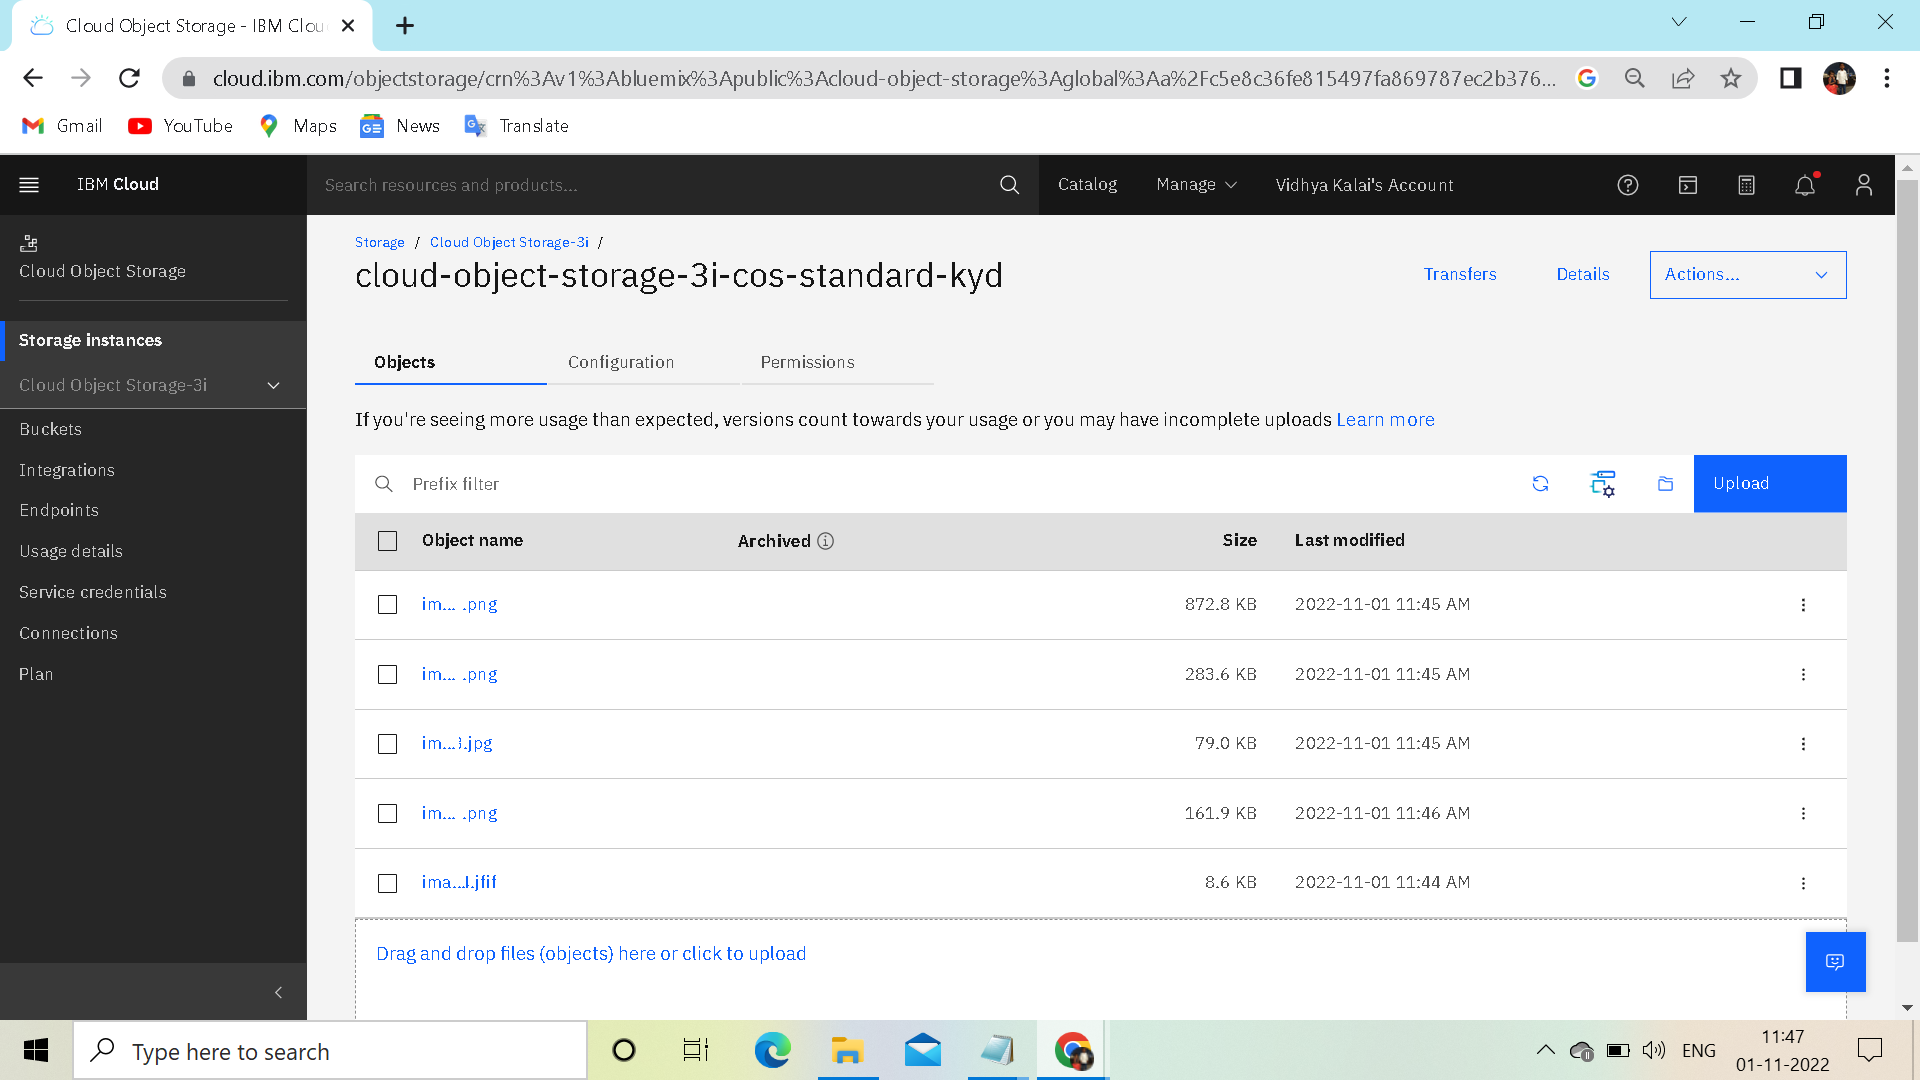 Cloud Object Storage - IBM Clou
cloud.ibm.com/objectstorage/crn%3Av1%3Abluemix%3Apublic%3Acloud-object-storage%3Aglobal%3Aa%2Fc5e8c36fe815497fa869787ec2b376...
Gmail YouTube Maps News Translate
IBM Cloud Search resources and products... Catalog Manage Vidhya Kalai's Account
Cloud Object Storage
Storage instances
Cloud Object Storage-3i
Buckets
Integrations
Endpoints
Usage details
Service credentials
Connections
Plan
Storage / Cloud Object Storage-3i /
cloud-object-storage-3i-cos-standard-kyd
Transfers Details Actions...
Objects Configuration Permissions
If you're seeing more usage than expected, versions count towards your usage or you may have incomplete uploads Learn more
Prefix filter Upload
Object name Archived Size Last modified
im... .png 872.8 KB 2022-11-01 11:45 AM
im... .png 283.6 KB 2022-11-01 11:45 AM
im...3.jpg 79.0 KB 2022-11-01 11:45 AM
im... .png 161.9 KB 2022-11-01 11:46 AM
ima...jfif 8.6 KB 2022-11-01 11:44 AM
Drag and drop files (objects) here or click to upload
Type here to search
ENG
11:47
01-11-2022